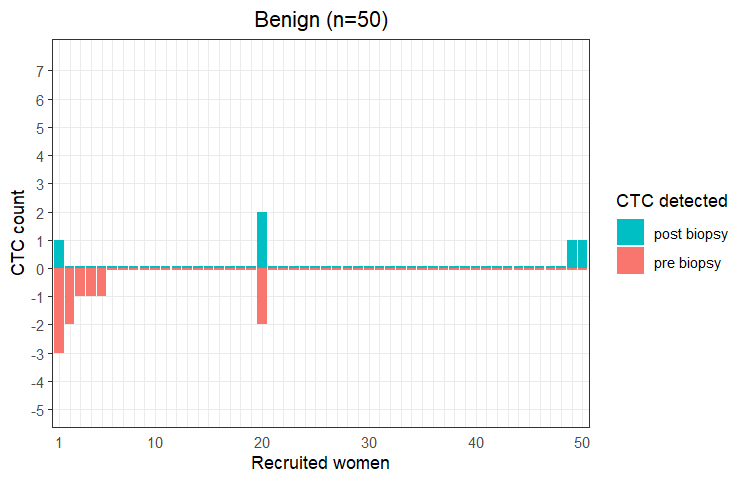 Benign (n=50)
CTC count
7
6
5
4
3
2
1
0
-1
-2
-3
-4
-5
1 10 20 30 40 50
Recruited women
CTC detected
post biopsy
pre biopsy